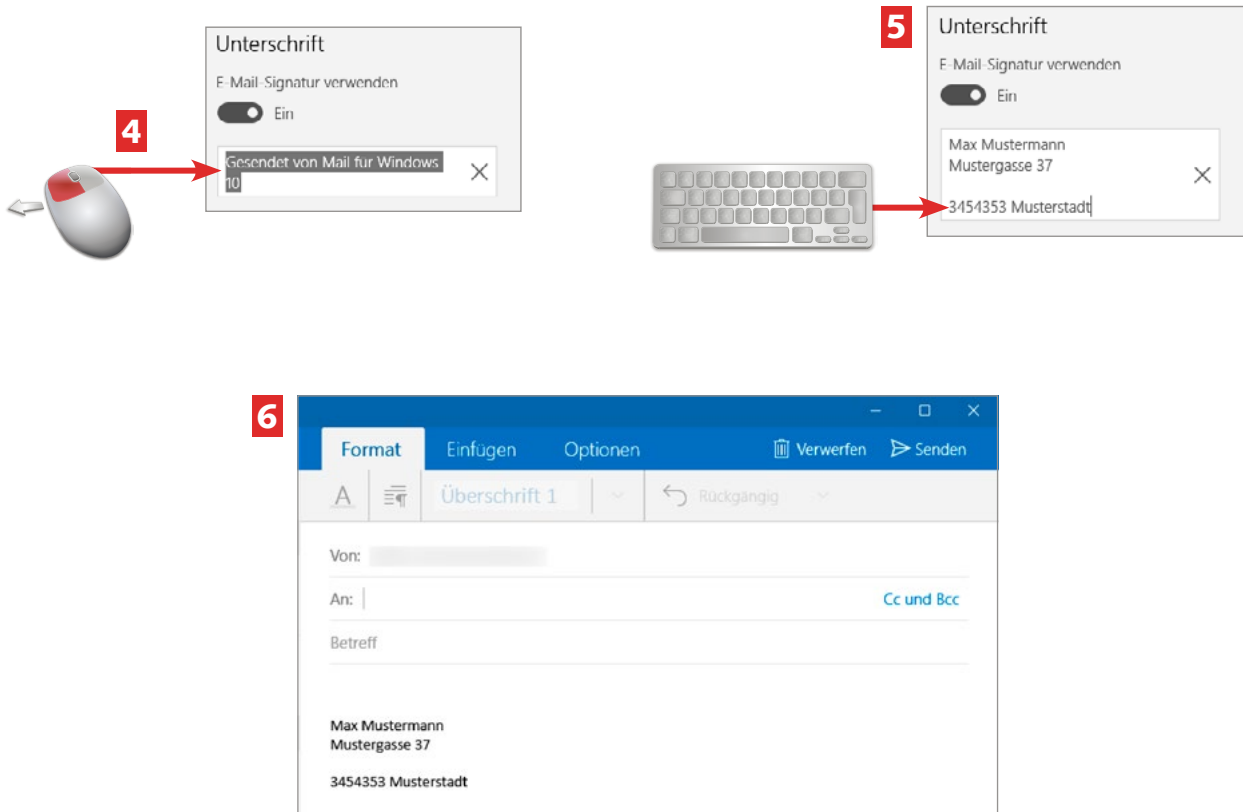 4
Unterschrift
E-Mail-Signatur verwenden
Ein
Gesendet von Mail für Windows
10
5
Unterschrift
E-Mail-Signatur verwenden
Ein
Max Mustermann
Mustergasse 37
3454353 Musterstadt
6
Format Einfügen Optionen Verwerfen Senden
A Überschrift 1 Rückgängig
Von:
An: Cc und Bcc
Betreff
Max Mustermann
Mustergasse 37
3454353 Musterstadt